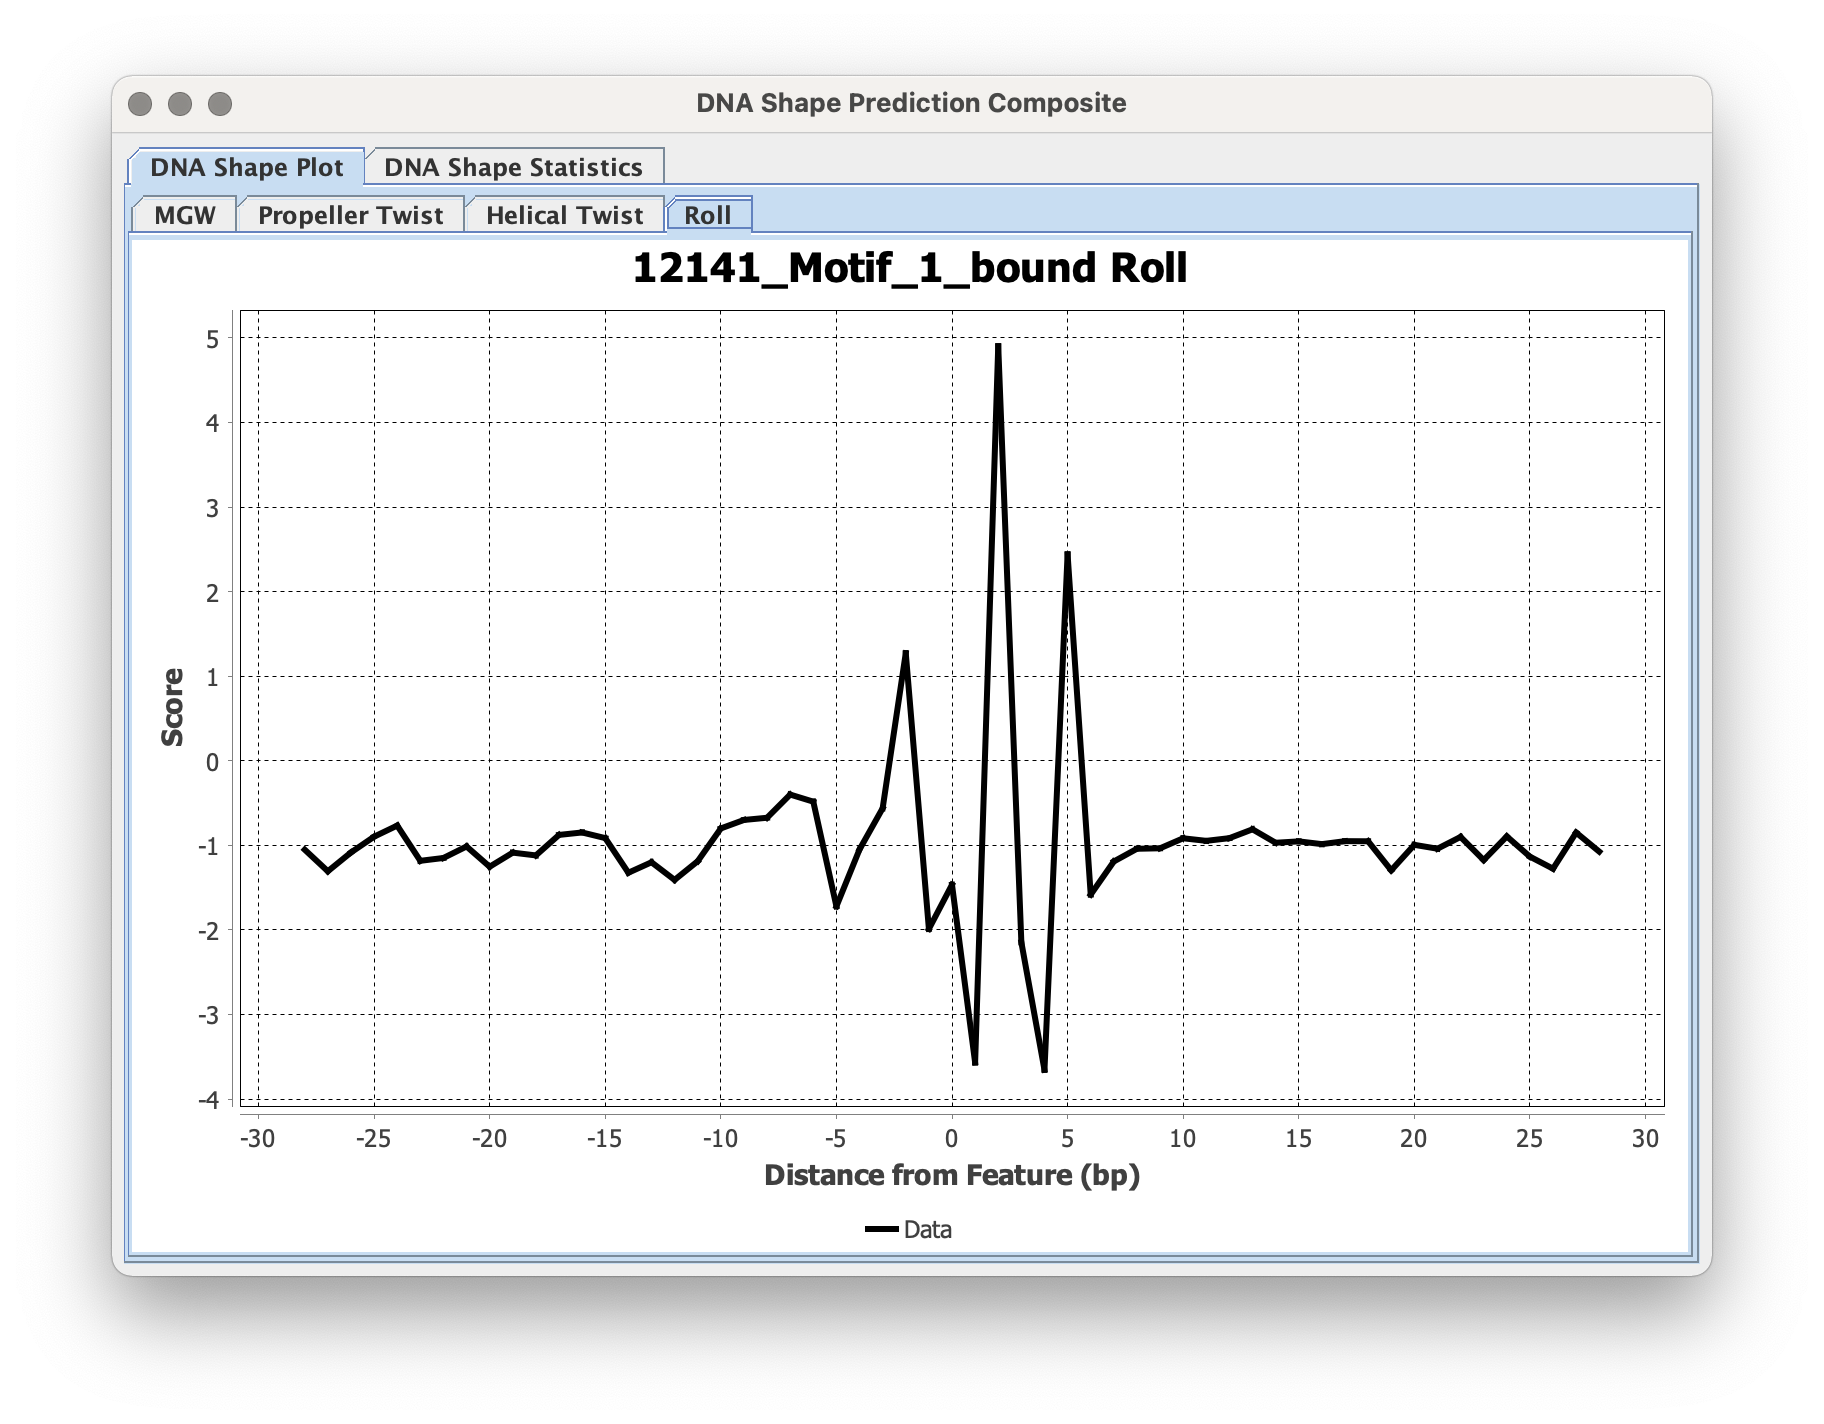 DNA Shape Prediction Composite
DNA Shape Plot DNA Shape Statistics
MGW Propeller Twist Helical Twist Roll
12141_Motif_1_bound Roll
5
4
3
2
1
0
-1
-2
-3
-4
Score
-30 -25 -20 -15 -10 -5 0 5 10 15 20 25 30
Distance from Feature (bp)
Data